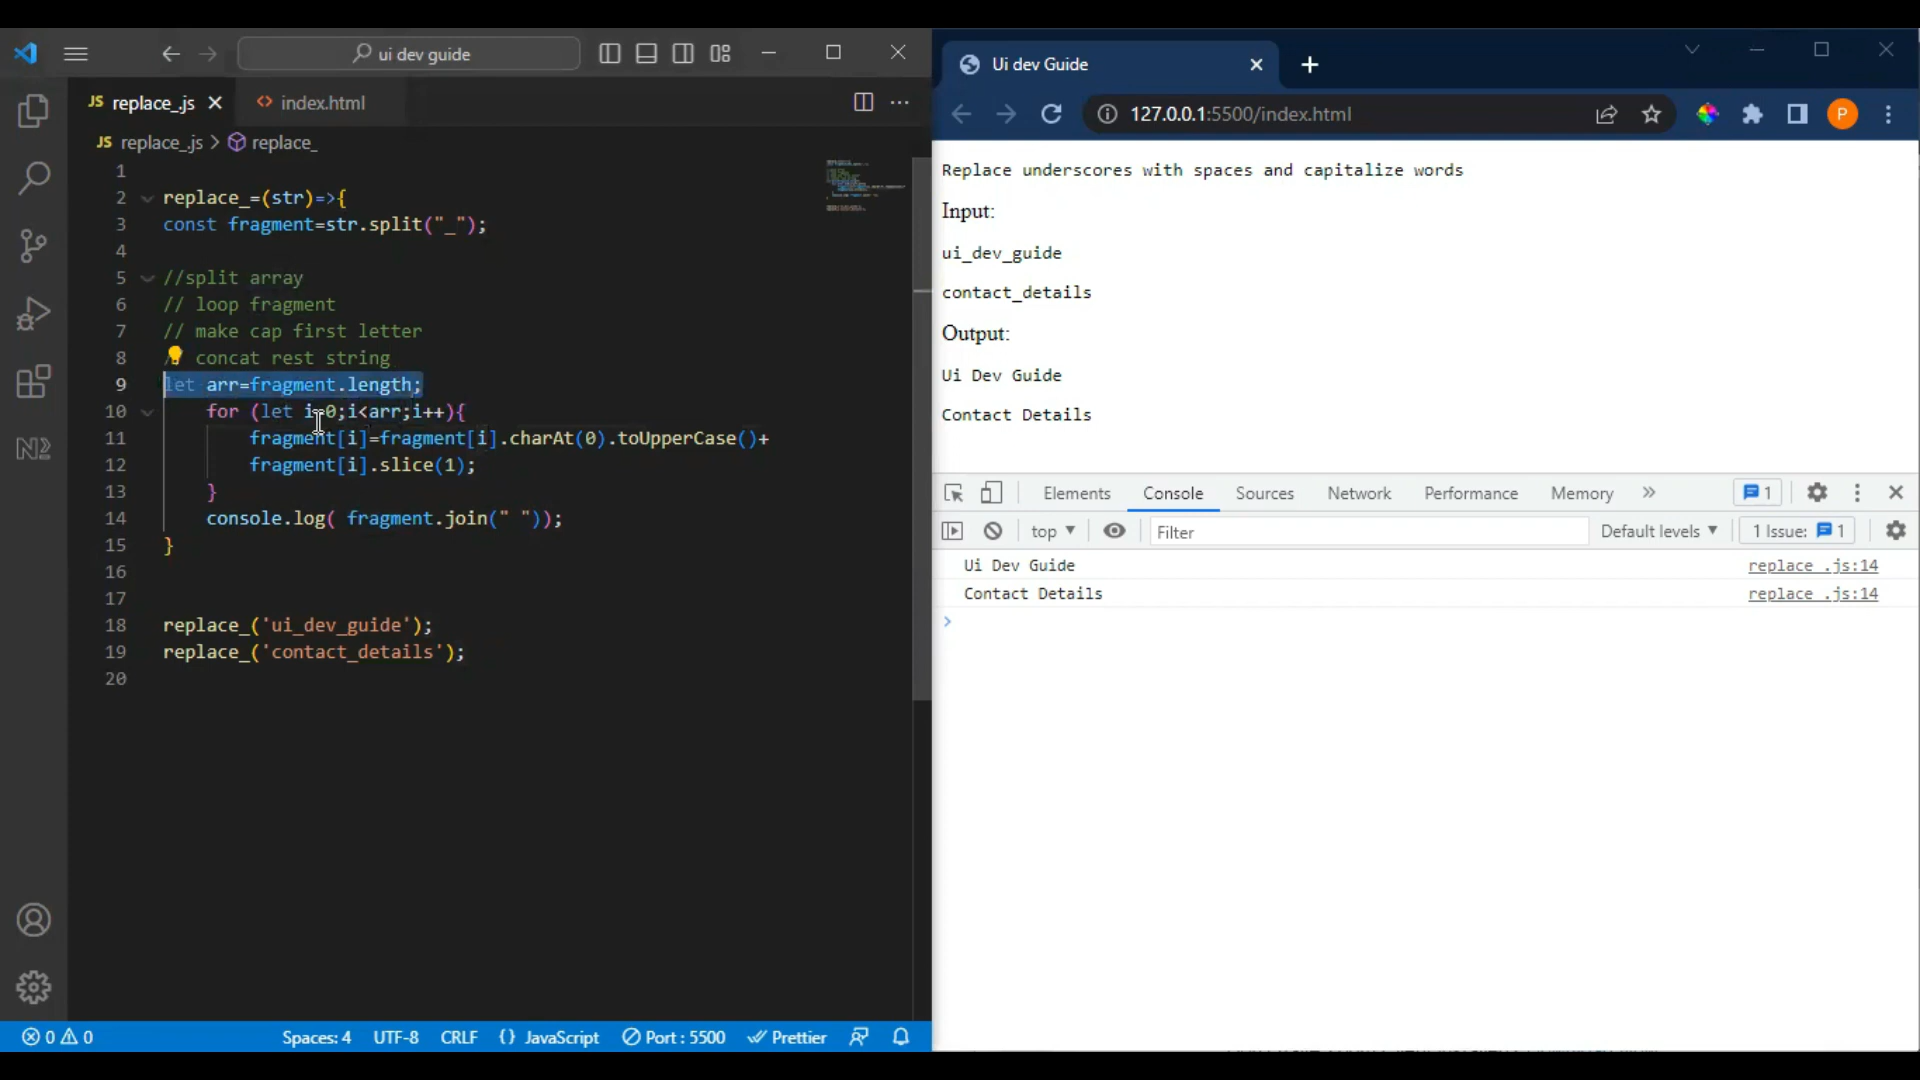 ui dev guide
JS replace_.js
<> index.html
JS replace_.js > replace_
1
2 replace_=(str)=>{
3 const fragment=str.split("_");
4
5 //split array
6 // loop fragment
7 // make cap first letter
8 / concat rest string
9 let arr=fragment.length;
10 for (let i=0;i<arr;i++){
11 fragment[i]=fragment[i].charAt(0).toUpperCase()+
12 fragment[i].slice(1);
13 }
14 console.log( fragment.join(" "));
15 }
16
17
18 replace_('ui_dev_guide');
19 replace_('contact_details');
20
0 0
Spaces: 4
UTF-8
CRLF
{} JavaScript
Port : 5500
Prettier
Ui dev Guide
127.0.0.1:5500/index.html
P
Replace underscores with spaces and capitalize words
Input:
ui_dev_guide
contact_details
Output:
Ui Dev Guide
Contact Details
Elements Console Sources Network Performance Memory » 1
top Filter Default levels 1 Issue: 1
Ui Dev Guide replace_.js:14
Contact Details replace_.js:14
>